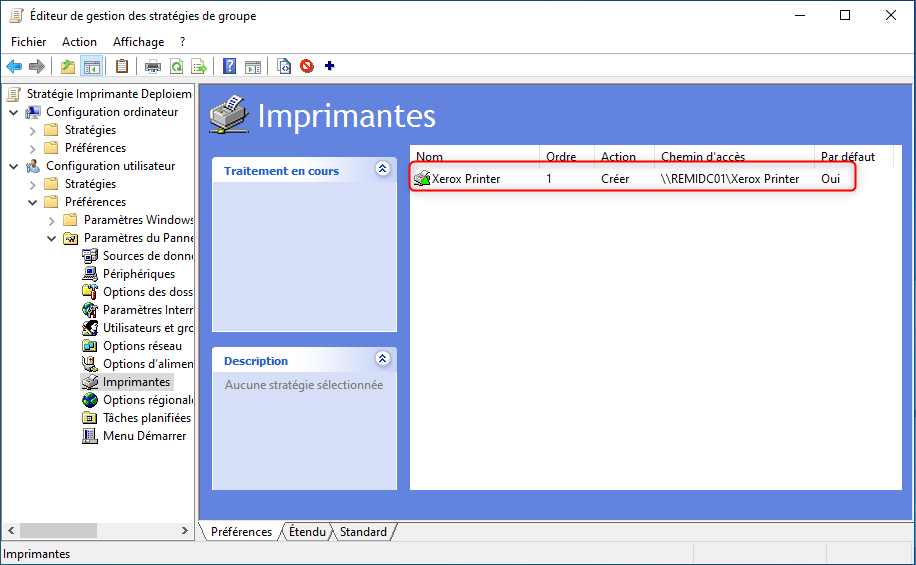 Éditeur de gestion des stratégies de groupe
Fichier Action Affichage ?
Stratégie Imprimante Deploiem
Configuration ordinateur
Stratégies
Préférences
Configuration utilisateur
Stratégies
Préférences
Paramètres Windows
Paramètres du Panne
Sources de donn
Périphériques
Options des doss
Paramètres Intern
Utilisateurs et gro
Options réseau
Options d'alimen
Imprimantes
Options régional
Tâches planifiées
Menu Démarrer
Imprimantes
Traitement en cours
Description
Aucune stratégie sélectionnée
Nom Ordre Action Chemin d'accès Par défaut
Xerox Printer 1 Créer \\REMIDC01\Xerox Printer Oui
Préférences Étendu Standard
Imprimantes